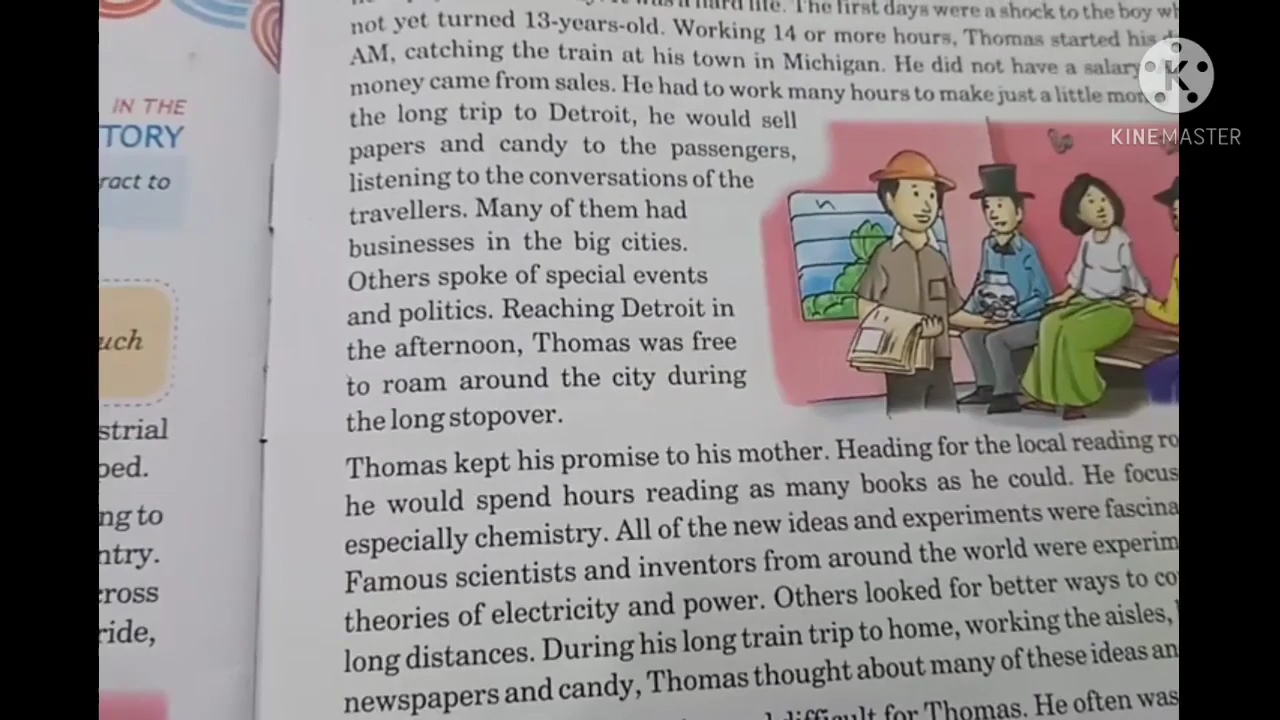 IN THE
TORY
ract to
uch
strial
ped.
ng to
ntry.
cross
ride,
not yet turned 13-years-old. Working 14 or more hours, Thomas started his
AM, catching the train at his town in Michigan. He did not have a salary
money came from sales. He had to work many hours to make just a little
the long trip to Detroit, he would sell
papers and candy to the passengers,
listening to the conversations of the
travellers. Many of them had
businesses in the big cities.
Others spoke of special events
and politics. Reaching Detroit in
the afternoon, Thomas was free
to roam around the city during
the long stopover.
Thomas kept his promise to his mother. Heading for the local reading ro
he would spend hours reading as many books as he could. He focus
especially chemistry. All of the new ideas and experiments were fascina
Famous scientists and inventors from around the world were experim
theories of electricity and power. Others looked for better ways to co
long distances. During his long train trip to home, working the aisles,
newspapers and candy, Thomas thought about many of these ideas an
difficult for Thomas. He often was
K
KINEMASTER